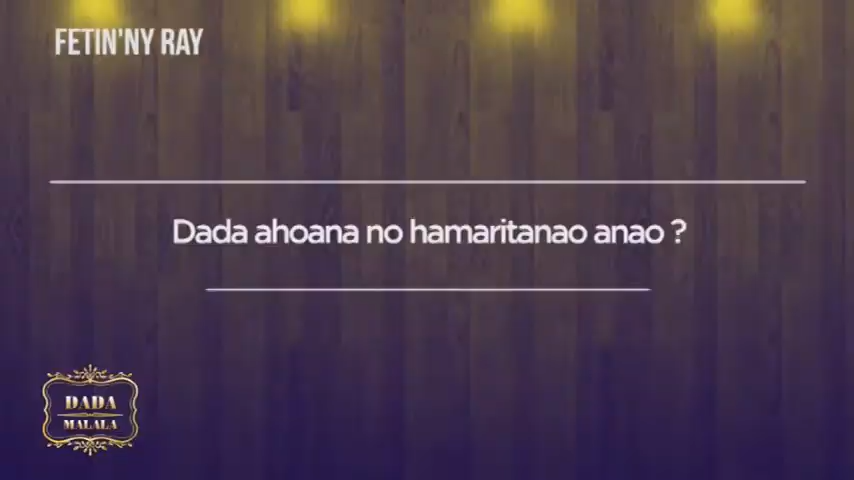 FETIN'NY RAY
Dada ahoana no hamaritanao anao ?
DADA
MALALA